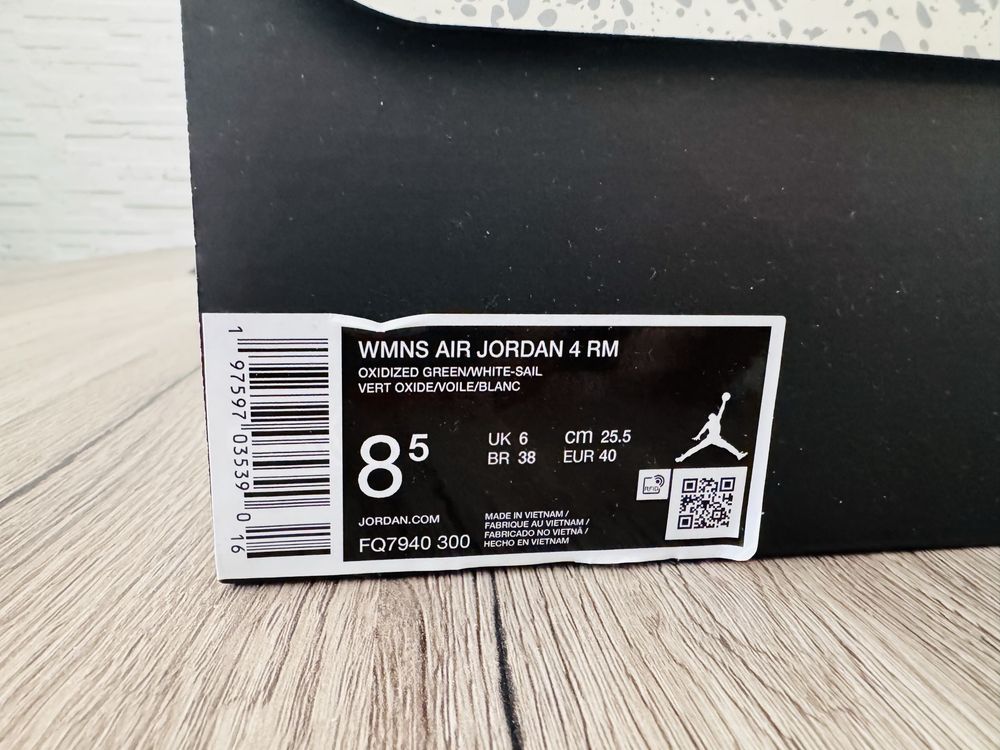 1 97597 03539 0 16
WMNS AIR JORDAN 4 RM
OXIDIZED GREEN/WHITE-SAIL
VERT OXIDE/VOILE/BLANC
8 5
UK 6 cm 25.5
BR 38 EUR 40
RFID
JORDAN.COM
FQ7940 300
MADE IN VIETNAM /
FABRIQUE AU VIETNAM /
FABRICADO NO VIETNÃ /
HECHO EN VIETNAM